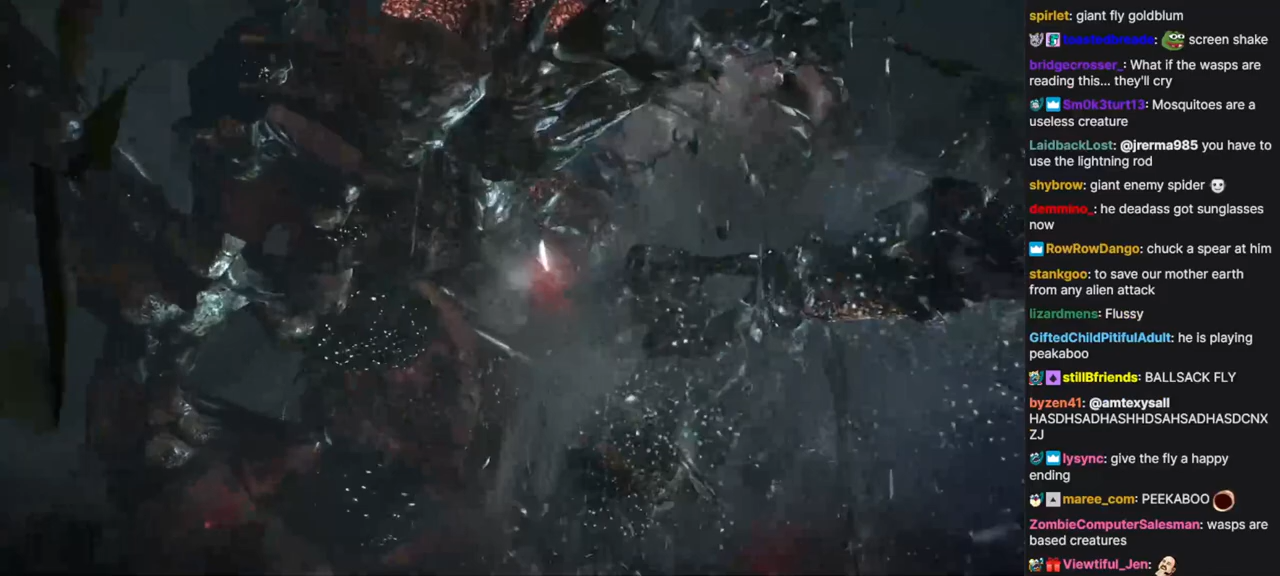 spirlet: giant fly goldblum
toastedbreade: screen shake
bridgecrosser_: What if the wasps are
reading this... they'll cry
Sm0k3turt13: Mosquitoes are a
useless creature
LaidbackLost: @jrerma985 you have to
use the lightning rod
shybrow: giant enemy spider
demmino_: he deadass got sunglasses
now
RowRowDango: chuck a spear at him
stankgoo: to save our mother earth
from any alien attack
lizardmens: Flussy
GiftedChildPitifulAdult: he is playing
peakaboo
stillBfriends: BALLSACK FLY
byzen41: @amtexysall
HASDHSADHASHHDSAHSADHASDCNX
ZJ
lysync: give the fly a happy
ending
maree_com: PEEKABOO
ZombieComputerSalesman: wasps are
based creatures
Viewtiful_Jen: